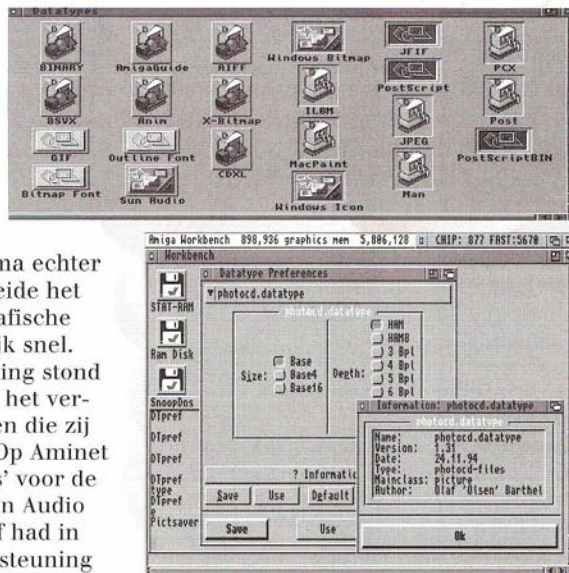 DataTypes
BINARY AmigaGuide AIFF Windows Bitmap JFIF PCX
8SVX Anim X-Bitmap ILBM PostScript Post
GIF Outline Font CDXL MacPaint JPEG PostScriptBIN
Bitmap Font Sun Audio Windows Icon Man
ma echter
eide het
afische
jk snel.
ing stond
het ver-
en die zij
Op Aminet
s' voor de
n Audio
f had in
steuning
Amiga Workbench 898,936 graphics mem 5,806,128 CHIP: 877 FAST:5670
Workbench
Datatype Preferences
STAT-RAM
Ram Disk
SnoopDos
DTpref
DTpref
DTpref
DTpref
type
DTpref
e
Pictsaver
photocd.datatype
photocd.datatype
Size: Base
Base4
Base16
Depth: HAM
HAM8
3 Bpl
4 Bpl
5 Bpl
6 Bpl
? Informatio
Save Use Default
Save Use
Information: photocd.datatype
photocd.datatype
Name: photocd.datatype
Version: 1.31
Date: 24.11.94
Type: photocd-files
Mainclass: picture
Author: Olaf 'Olsen' Barthel
Ok